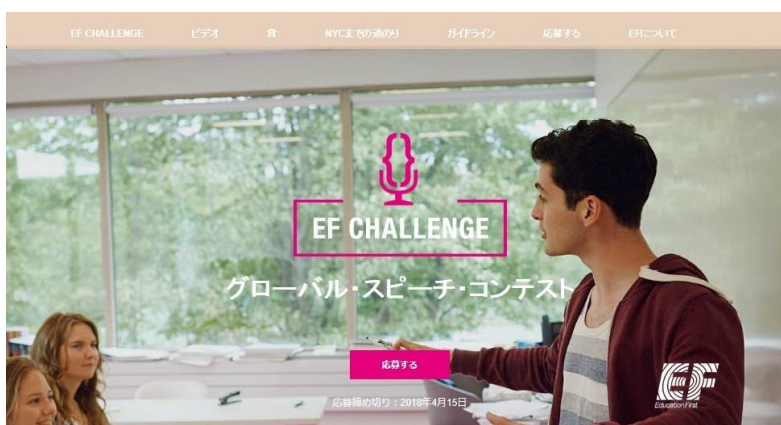 EF CHALLENGE ビデオ 賞 NYCまでの道のり ガイドライン 応募する EFについて
EF CHALLENGE
グローバル・スピーチ・コンテスト
応募する
応募締め切り:2018年4月15日
EF
Education First